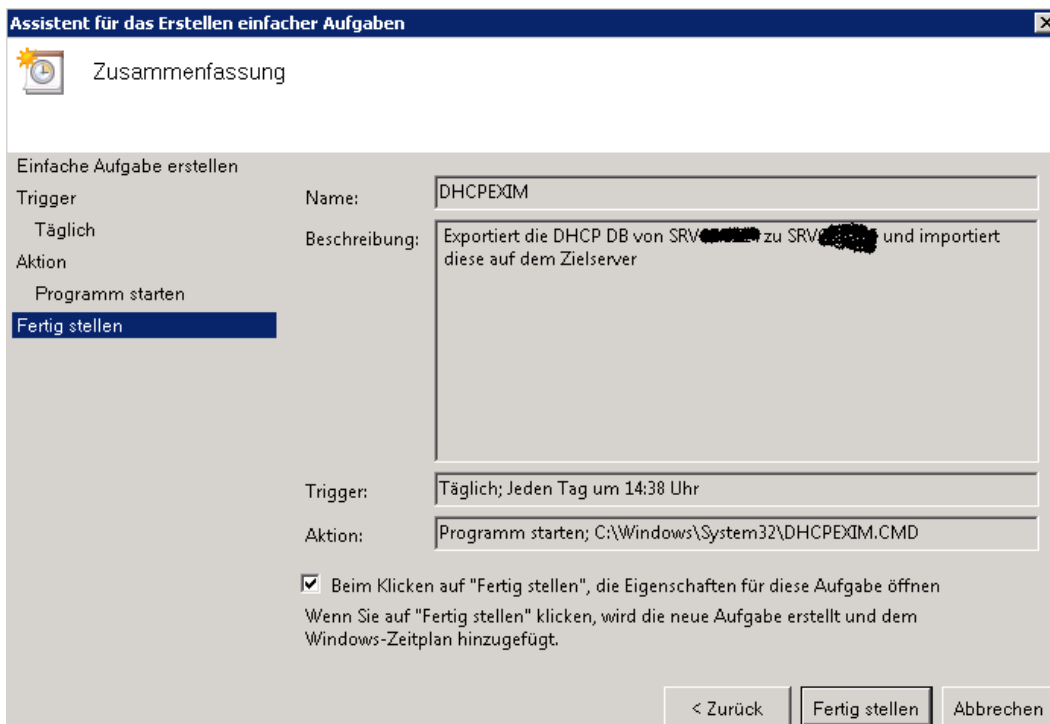 Assistent für das Erstellen einfacher Aufgaben
Zusammenfassung
Einfache Aufgabe erstellen
Trigger
Täglich
Aktion
Programm starten
Fertig stellen
Name:
DHCPEXIM
Beschreibung:
Exportiert die DHCP DB von SRV zu SRV und importiert
diese auf dem Zielserver
Trigger:
Täglich; Jeden Tag um 14:38 Uhr
Aktion:
Programm starten; C:\Windows\System32\DHCPEXIM.CMD
Beim Klicken auf "Fertig stellen", die Eigenschaften für diese Aufgabe öffnen
Wenn Sie auf "Fertig stellen" klicken, wird die neue Aufgabe erstellt und dem
Windows-Zeitplan hinzugefügt.
< Zurück
Fertig stellen
Abbrechen